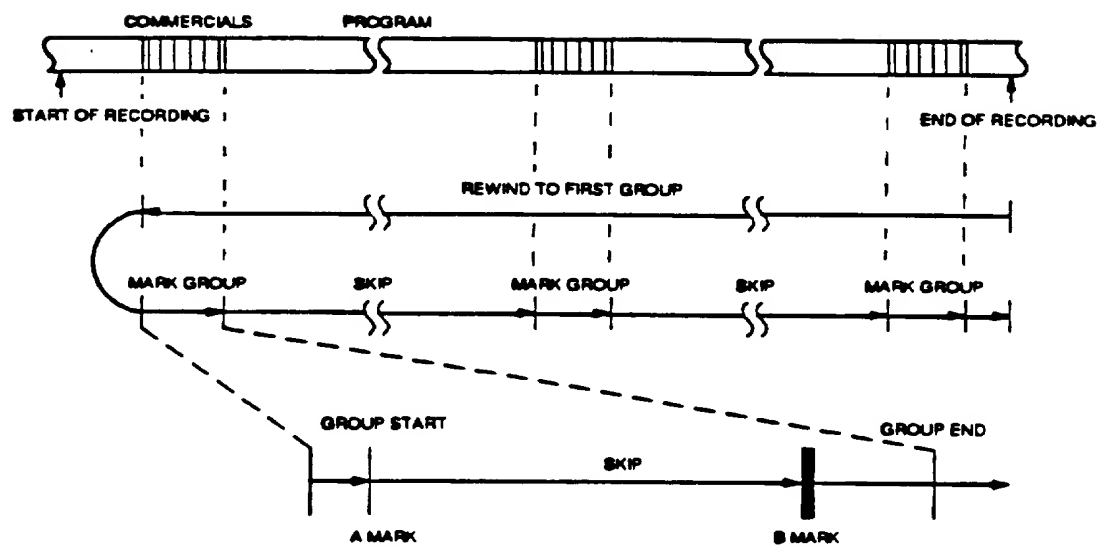 COMMERCIALS
PROGRAM
START OF RECORDING
END OF RECORDING
REWIND TO FIRST GROUP
MARK GROUP
SKIP
MARK GROUP
SKIP
MARK GROUP
GROUP START
GROUP END
SKIP
A MARK
B MARK